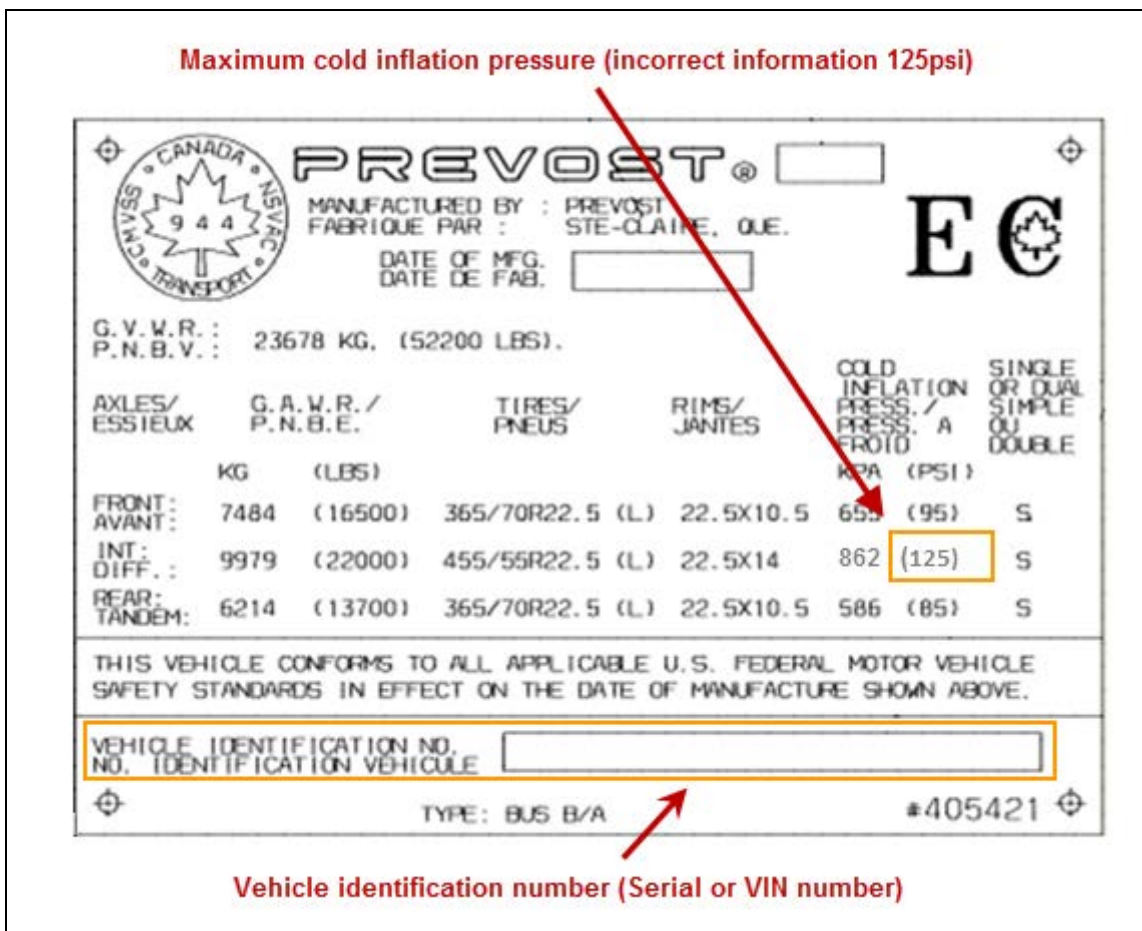 Maximum cold inflation pressure (incorrect information 125psi)
CANADA
CMVSS 944 NSVAC
TRANSPORT
PREVOST®
MANUFACTURED BY : PREVOST
FABRIQUE PAR : STE-CLAIRE, QUE.
DATE OF MFG.
DATE DE FAB.
EC
G.V.W.R. :
P.N.B.V. : 23678 KG. (52200 LBS).
AXLES/ G.A.W.R./ TIRES/ RIMS/ COLD INFLATION PRESS./ SINGLE OR DUAL
ESSIEUX P.N.B.E. PNEUS JANTES PRESS. A FROID SIMPLE OU DOUBLE
KG (LBS) KPA (PSI)
FRONT:
AVANT: 7484 (16500) 365/70R22.5 (L) 22.5X10.5 655 (95) S
INT:
DIFF.: 9979 (22000) 455/55R22.5 (L) 22.5X14 862 (125) S
REAR:
TANDEM: 6214 (13700) 365/70R22.5 (L) 22.5X10.5 586 (85) S
THIS VEHICLE CONFORMS TO ALL APPLICABLE U.S. FEDERAL MOTOR VEHICLE
SAFETY STANDARDS IN EFFECT ON THE DATE OF MANUFACTURE SHOWN ABOVE.
VEHICLE IDENTIFICATION NO.
NO. IDENTIFICATION VEHICULE
TYPE: BUS B/A #405421
Vehicle identification number (Serial or VIN number)